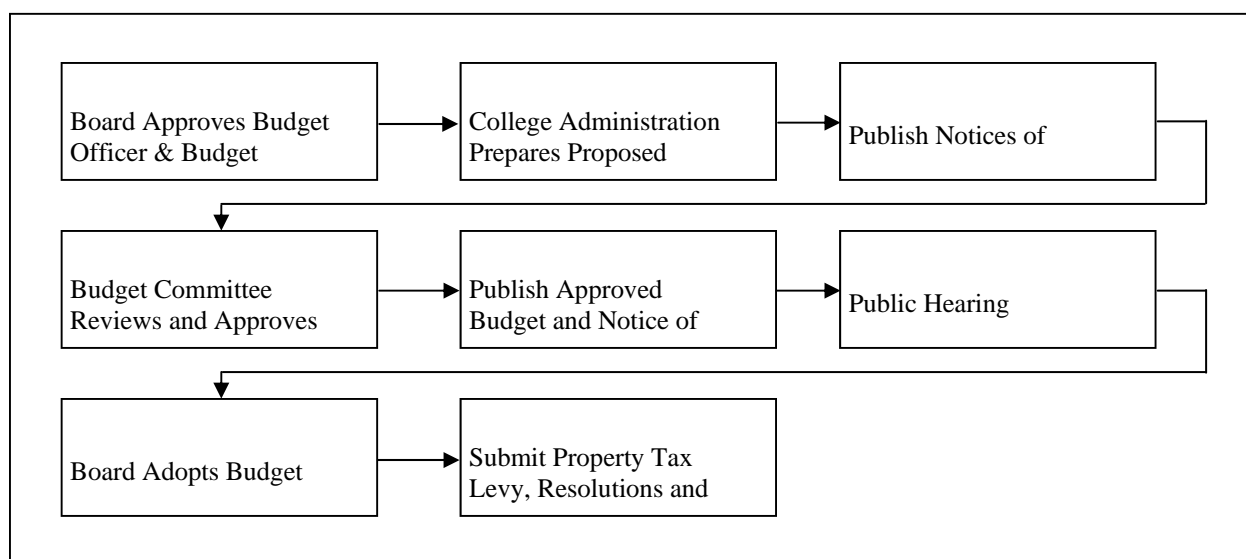 Board Approves Budget
Officer & Budget
College Administration
Prepares Proposed
Publish Notices of
Budget Committee
Reviews and Approves
Publish Approved
Budget and Notice of
Public Hearing
Board Adopts Budget
Submit Property Tax
Levy, Resolutions and